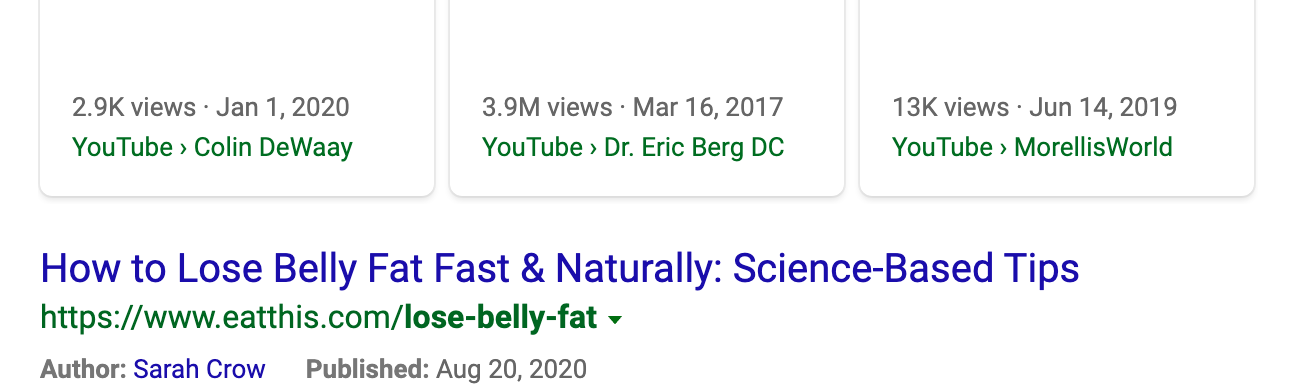 2.9K views · Jan 1, 2020
YouTube › Colin DeWaay
3.9M views · Mar 16, 2017
YouTube › Dr. Eric Berg DC
13K views · Jun 14, 2019
YouTube › MorellisWorld
How to Lose Belly Fat Fast & Naturally: Science-Based Tips
https://www.eatthis.com/lose-belly-fat
Author: Sarah Crow Published: Aug 20, 2020